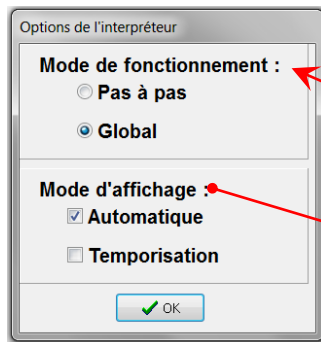 Options de l'interpréteur
Mode de fonctionnement :
Pas à pas
Global
Mode d'affichage :
Automatique
Temporisation
OK